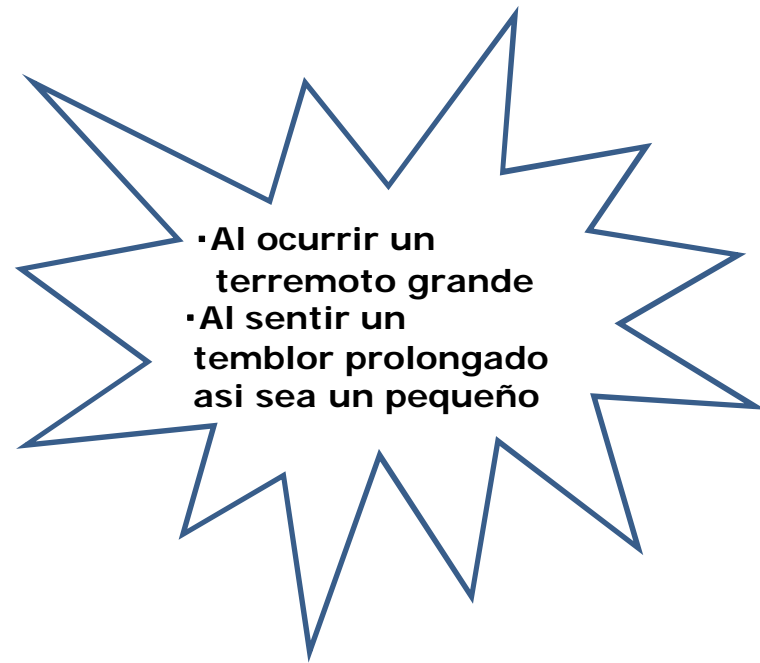 ・Al ocurrir un
terremoto grande
・Al sentir un
temblor prolongado
asi sea un pequeño